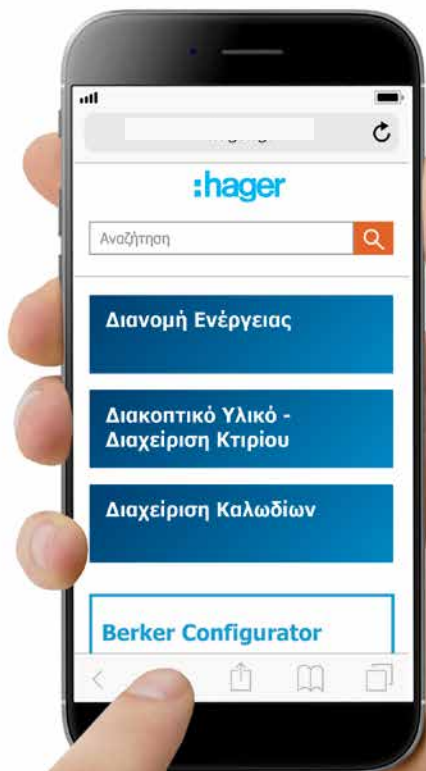 :hager
Αναζήτηση
Διανομή Ενέργειας
Διακοπτικό Υλικό -
Διαχείριση Κτιρίου
Διαχείριση Καλωδίων
Berker Configurator